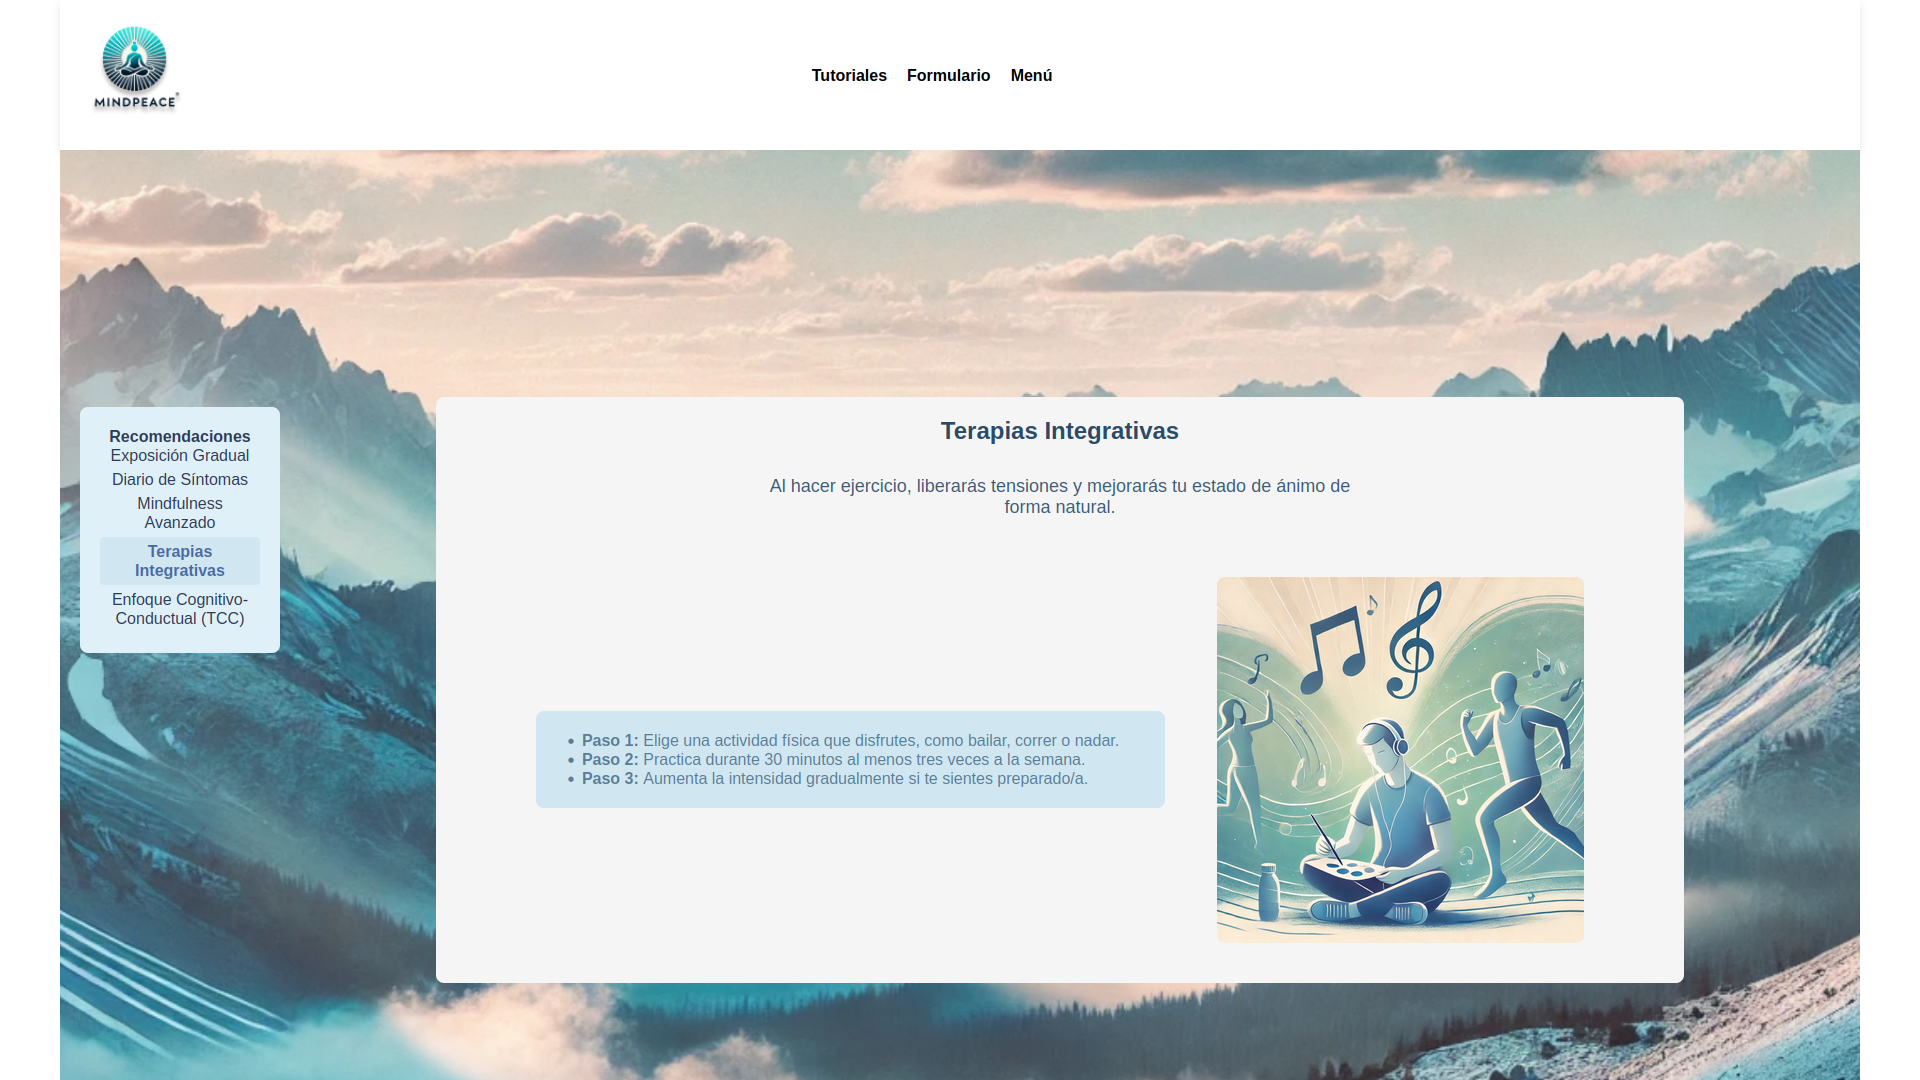 MINDPEACE
Tutoriales
Formulario
Menú
Recomendaciones
Exposición Gradual
Diario de Síntomas
Mindfulness
Avanzado
Terapias
Integrativas
Enfoque Cognitivo-
Conductual (TCC)
Terapias Integrativas
Al hacer ejercicio, liberarás tensiones y mejorarás tu estado de ánimo de
forma natural.
• Paso 1: Elige una actividad física que disfrutes, como bailar, correr o nadar.
• Paso 2: Practica durante 30 minutos al menos tres veces a la semana.
• Paso 3: Aumenta la intensidad gradualmente si te sientes preparado/a.